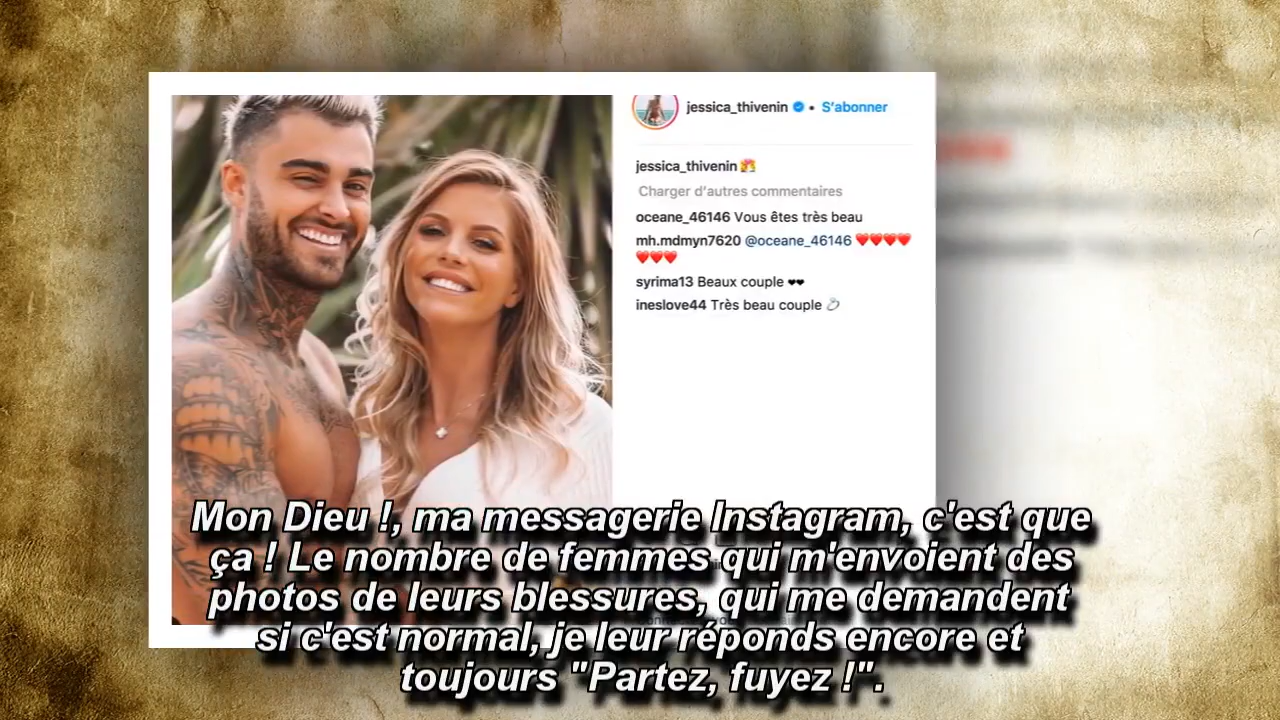 jessica_thivenin • S'abonner
jessica_thivenin
Charger d'autres commentaires
oceane_46146 Vous êtes très beau
mh.mdmyn7620 @oceane_46146 ❤️❤️❤️❤️
❤️❤️❤️
syrima13 Beaux couple ❤❤
ineslove44 Très beau couple 💍
Mon Dieu !, ma messagerie Instagram, c'est que
ça ! Le nombre de femmes qui m'envoient des
photos de leurs blessures, qui me demandent
si c'est normal, je leur réponds encore et
toujours "Partez, fuyez !".